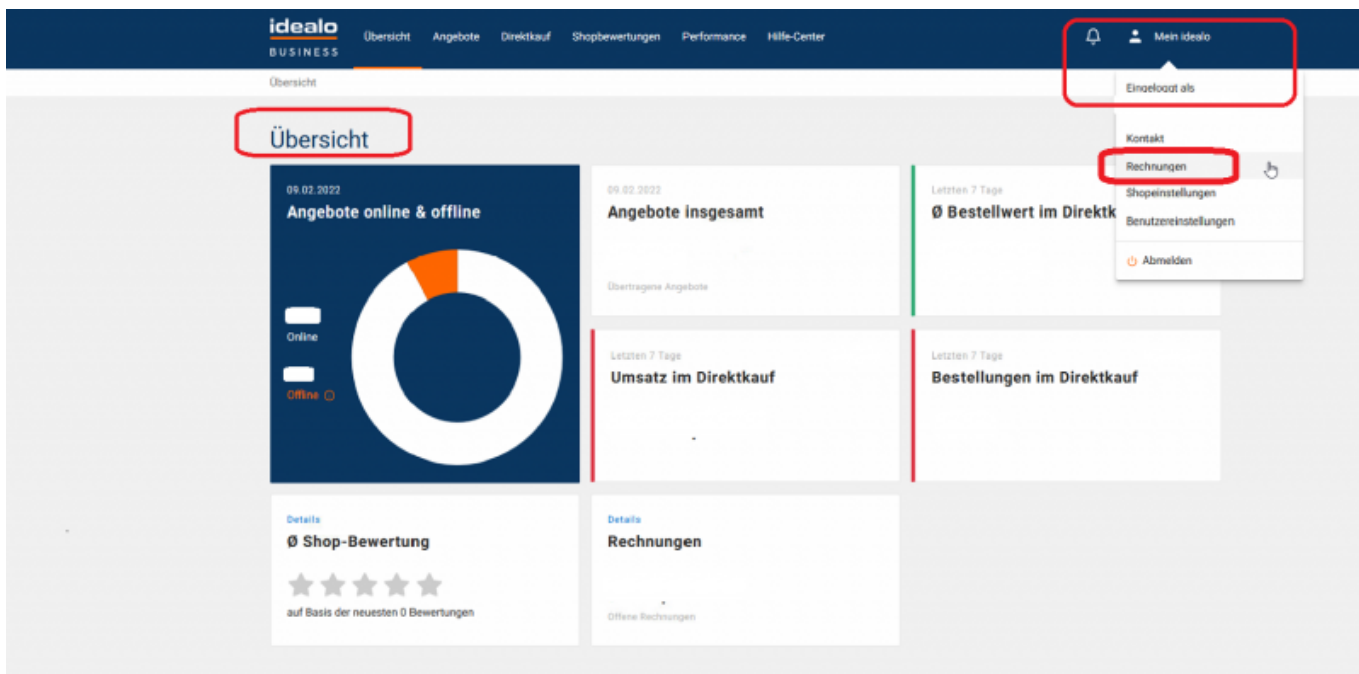 idealo
BUSINESS
Übersicht Angebote Direktkauf Shopbewertungen Performance Hilfe-Center
Mein idealo
Übersicht
Eingeloggt als
Kontakt
Rechnungen
Shopeinstellungen
Benutzereinstellungen
Abmelden
Übersicht
09.02.2022
Angebote online & offline
Online
Offline
09.02.2022
Angebote insgesamt
Übertragene Angebote
Letzten 7 Tage
Ø Bestellwert im Direktk
Letzten 7 Tage
Umsatz im Direktkauf
Letzten 7 Tage
Bestellungen im Direktkauf
Details
Ø Shop-Bewertung
auf Basis der neuesten 0 Bewertungen
Details
Rechnungen
Offene Rechnungen